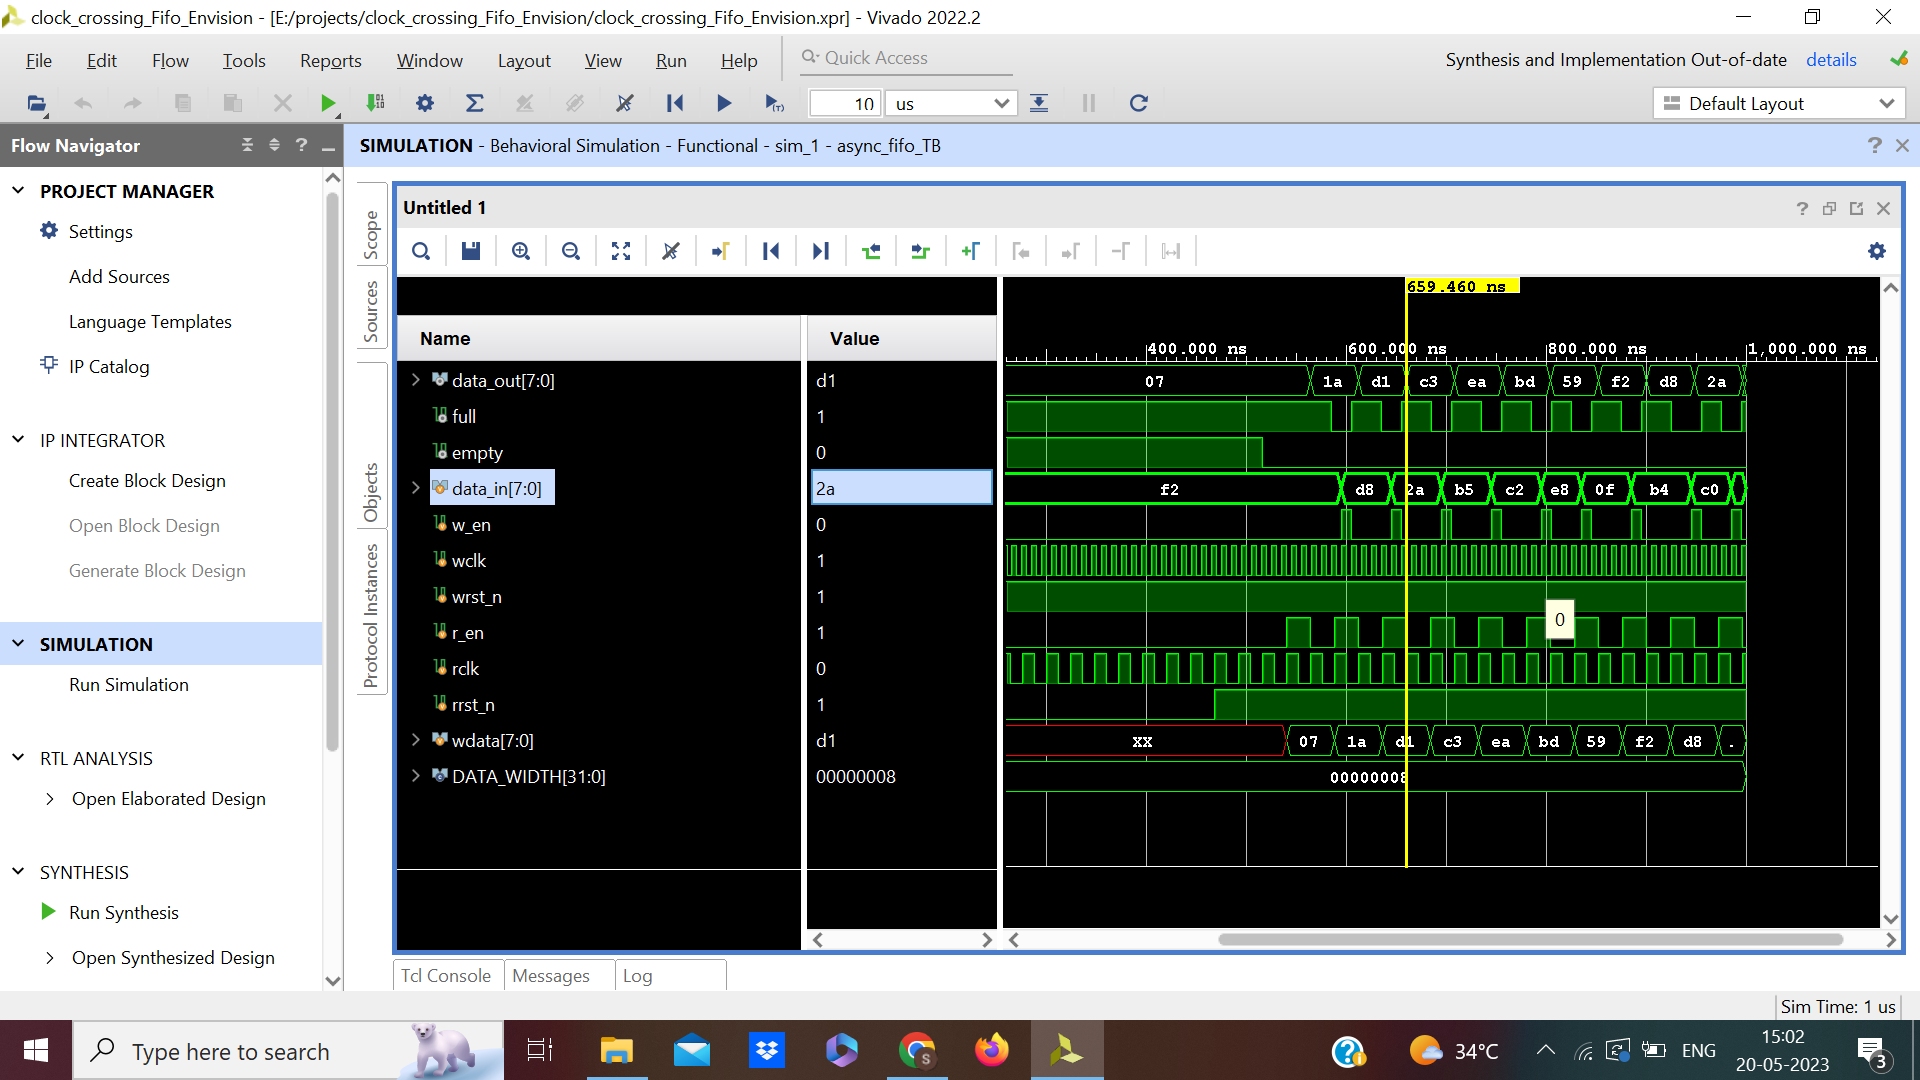 clock_crossing_Fifo_Envision - [E:/projects/clock_crossing_Fifo_Envision/clock_crossing_Fifo_Envision.xpr] - Vivado 2022.2
File Edit Flow Tools Reports Window Layout View Run Help Quick Access Synthesis and Implementation Out-of-date details
10 us Default Layout
Flow Navigator
SIMULATION - Behavioral Simulation - Functional - sim_1 - async_fifo_TB
PROJECT MANAGER
Settings
Add Sources
Language Templates
IP Catalog
IP INTEGRATOR
Create Block Design
Open Block Design
Generate Block Design
SIMULATION
Run Simulation
RTL ANALYSIS
Open Elaborated Design
SYNTHESIS
Run Synthesis
Open Synthesized Design
Scope
Sources
Objects
Protocol Instances
Untitled 1
659.460 ns
Name Value
400.000 ns 600.000 ns 800.000 ns 1,000.000 ns
data_out[7:0] d1 07 1a d1 c3 ea bd 59 f2 d8 2a
full 1
empty 0
data_in[7:0] 2a f2 d8 2a b5 c2 e8 0f b4 c0
w_en 0
wclk 1
wrst_n 1
r_en 1 0
rclk 0
rrst_n 1
wdata[7:0] d1 XX 07 1a d1 c3 ea bd 59 f2 d8 .
DATA_WIDTH[31:0] 00000008 00000008
Tcl Console Messages Log
Sim Time: 1 us
Type here to search
34°C ENG 15:02
20-05-2023 3